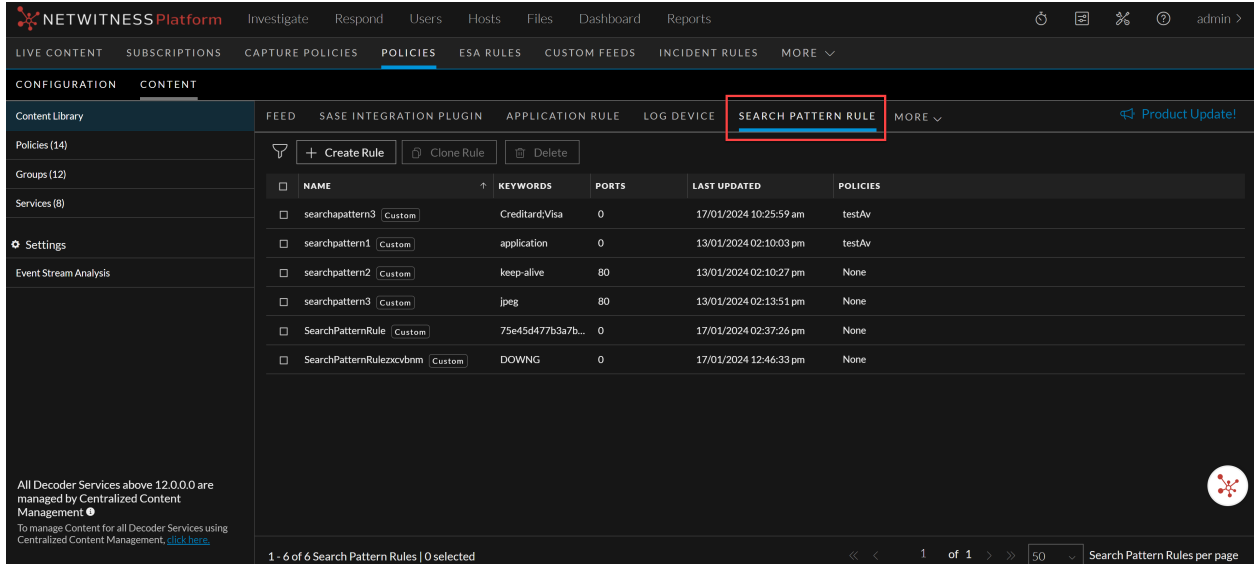 NETWITNESS Platform Investigate Respond Users Hosts Files Dashboard Reports admin >
LIVE CONTENT SUBSCRIPTIONS CAPTURE POLICIES POLICIES ESA RULES CUSTOM FEEDS INCIDENT RULES MORE
CONFIGURATION CONTENT
Content Library
Policies (14)
Groups (12)
Services (8)
Settings
Event Stream Analysis
All Decoder Services above 12.0.0.0 are
managed by Centralized Content
Management
To manage Content for all Decoder Services using
Centralized Content Management, click here.
FEED SASE INTEGRATION PLUGIN APPLICATION RULE LOG DEVICE SEARCH PATTERN RULE MORE Product Update!
+ Create Rule Clone Rule Delete
NAME ↑ KEYWORDS PORTS LAST UPDATED POLICIES
searchapattern3 Custom Creditard;Visa 0 17/01/2024 10:25:59 am testAv
searchpattern1 Custom application 0 13/01/2024 02:10:03 pm testAv
searchpattern2 Custom keep-alive 80 13/01/2024 02:10:27 pm None
searchpattern3 Custom jpeg 80 13/01/2024 02:13:51 pm None
SearchPatternRule Custom 75e45d477b3a7b... 0 17/01/2024 02:37:26 pm None
SearchPatternRulezxcvbnm Custom DOWNG 0 17/01/2024 12:46:33 pm None
1 - 6 of 6 Search Pattern Rules | 0 selected « < 1 of 1 > » 50 Search Pattern Rules per page